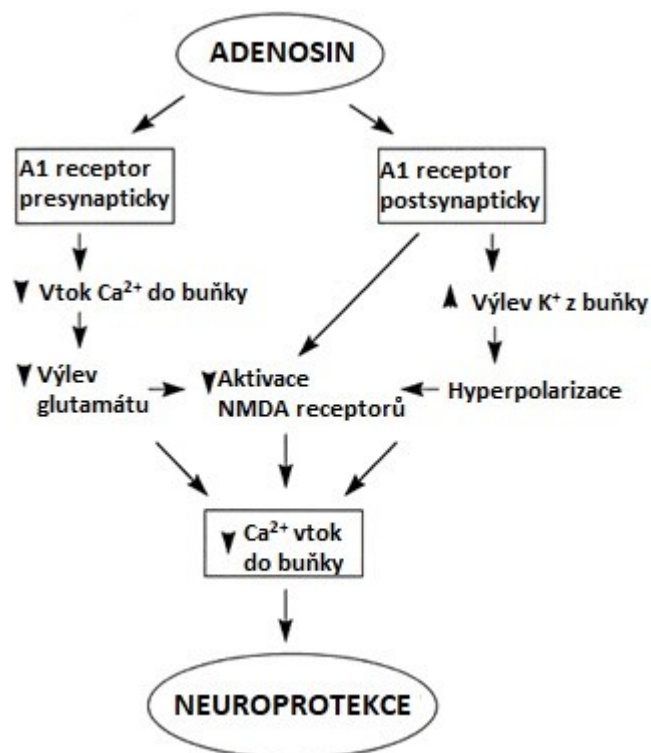 ADENOSIN
A1 receptor
presynapticky
A1 receptor
postsynapticky
Vtok Ca²⁺ do buňky
Výlev K⁺ z buňky
Výlev
glutamátu
Aktivace
NMDA receptorů
Hyperpolarizace
Ca²⁺ vtok
do buňky
NEUROPROTEKCE